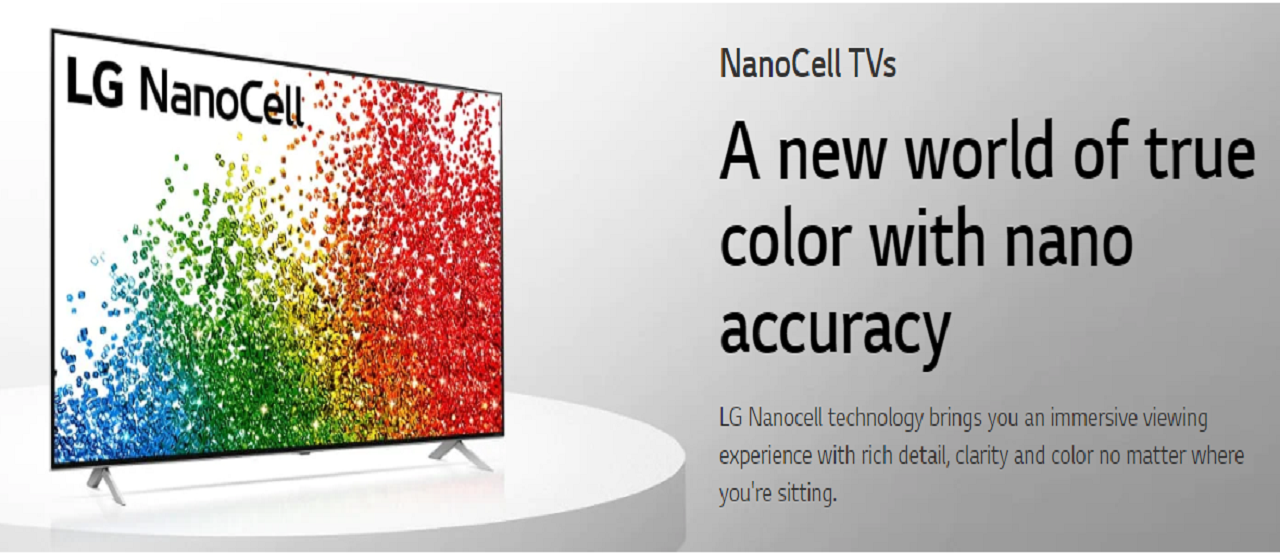 LG NanoCell
NanoCell TVs
A new world of true
color with nano
accuracy
LG Nanocell technology brings you an immersive viewing
experience with rich detail, clarity and color no matter where
you're sitting.